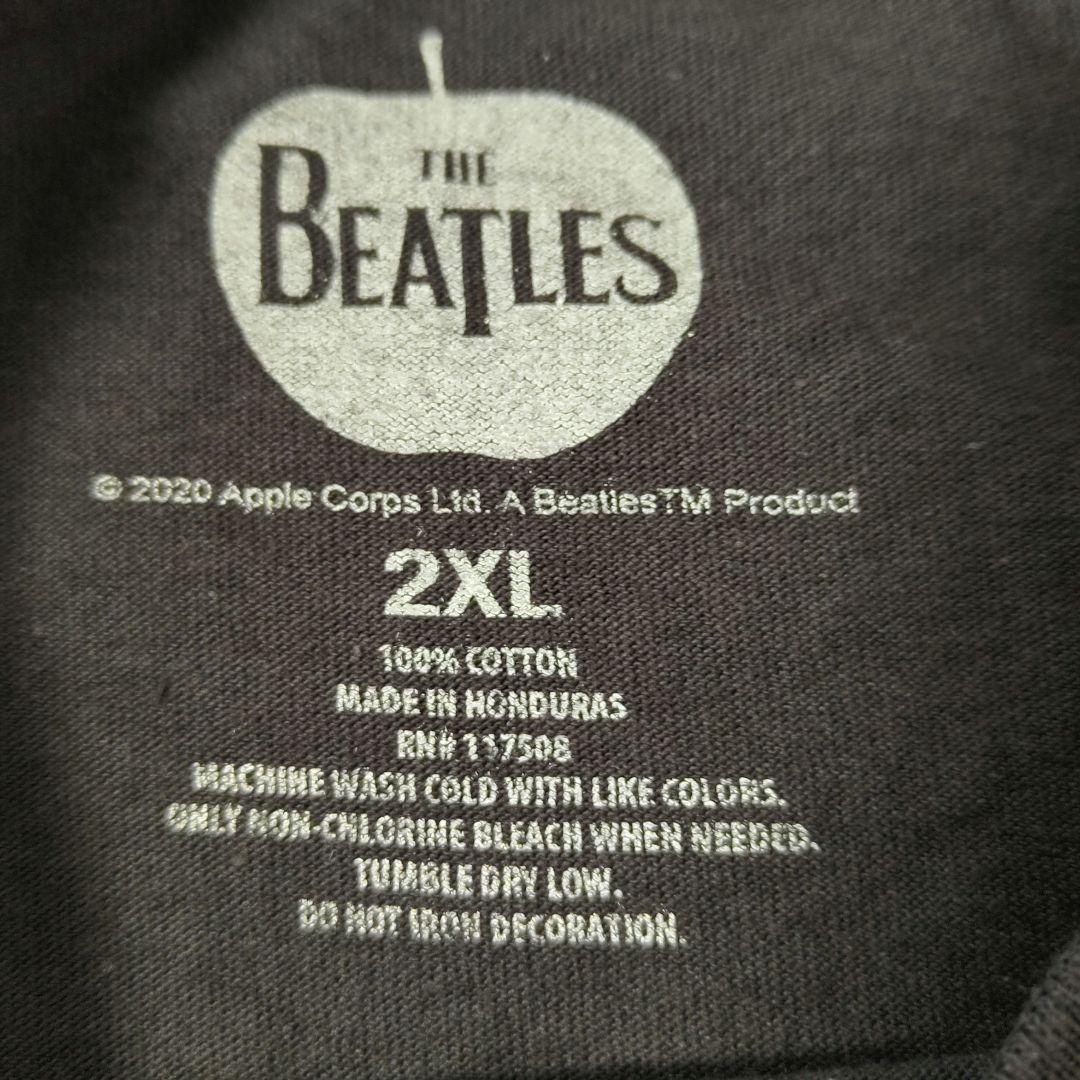 THE
BEATLES
© 2020 Apple Corps Ltd. A Beatles™ Product
2XL
100% COTTON
MADE IN HONDURAS
RN# 117508
MACHINE WASH COLD WITH LIKE COLORS.
ONLY NON-CHLORINE BLEACH WHEN NEEDED.
TUMBLE DRY LOW.
DO NOT IRON DECORATION.